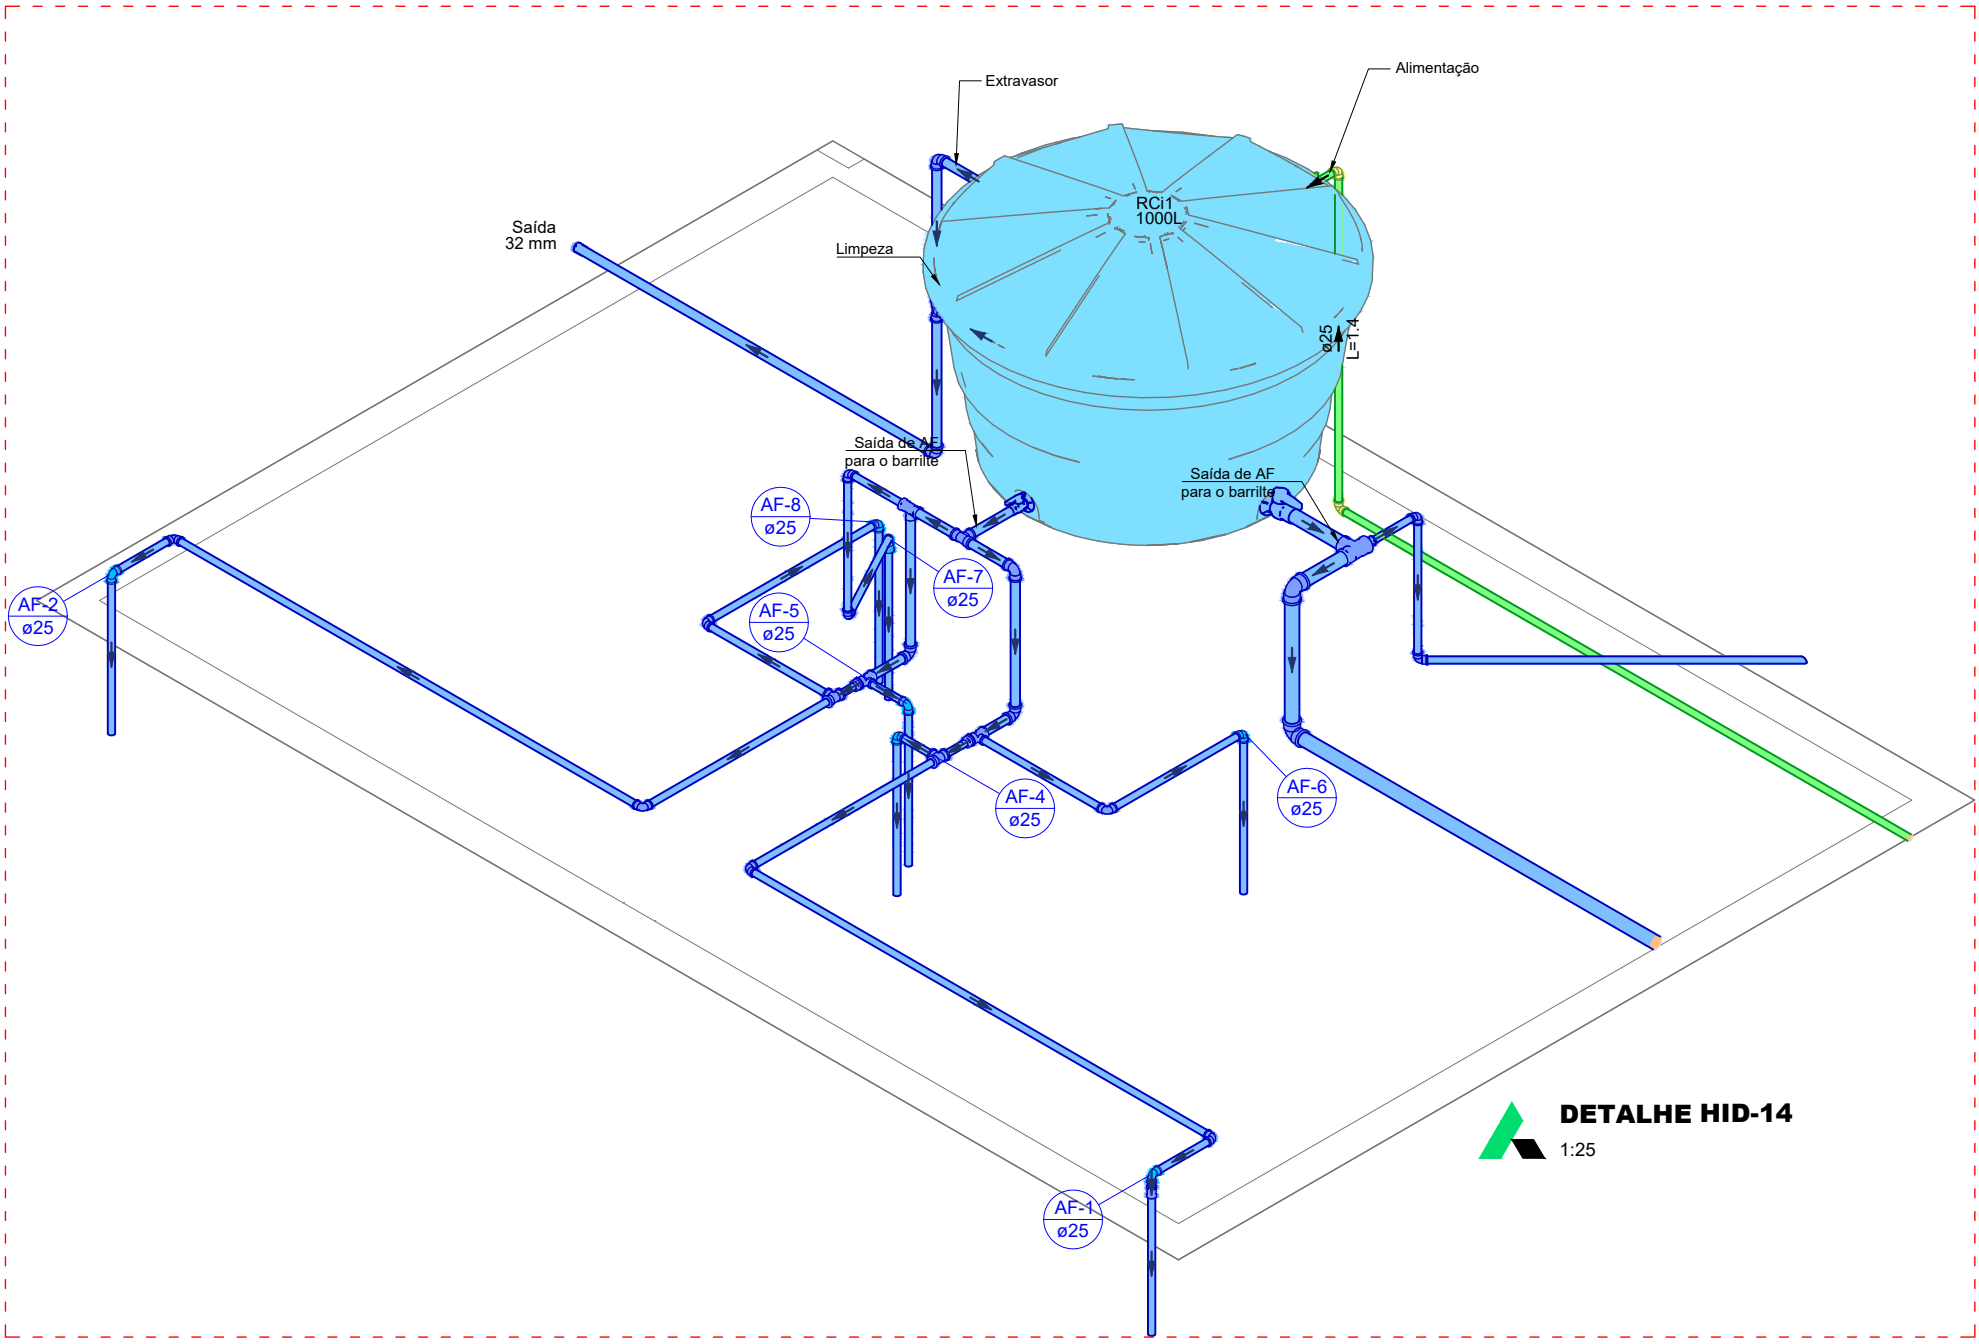 Alimentação
Extravasor
RCi1
1000L
Saída
32 mm
Limpeza
ø25
L=1.4
Saída de AF
para o barrilte
Saída de AF
para o barrilte
AF-8
ø25
AF-7
ø25
AF-2
ø25
AF-5
ø25
AF-4
ø25
AF-6
ø25
DETALHE HID-14
1:25
AF-1
ø25